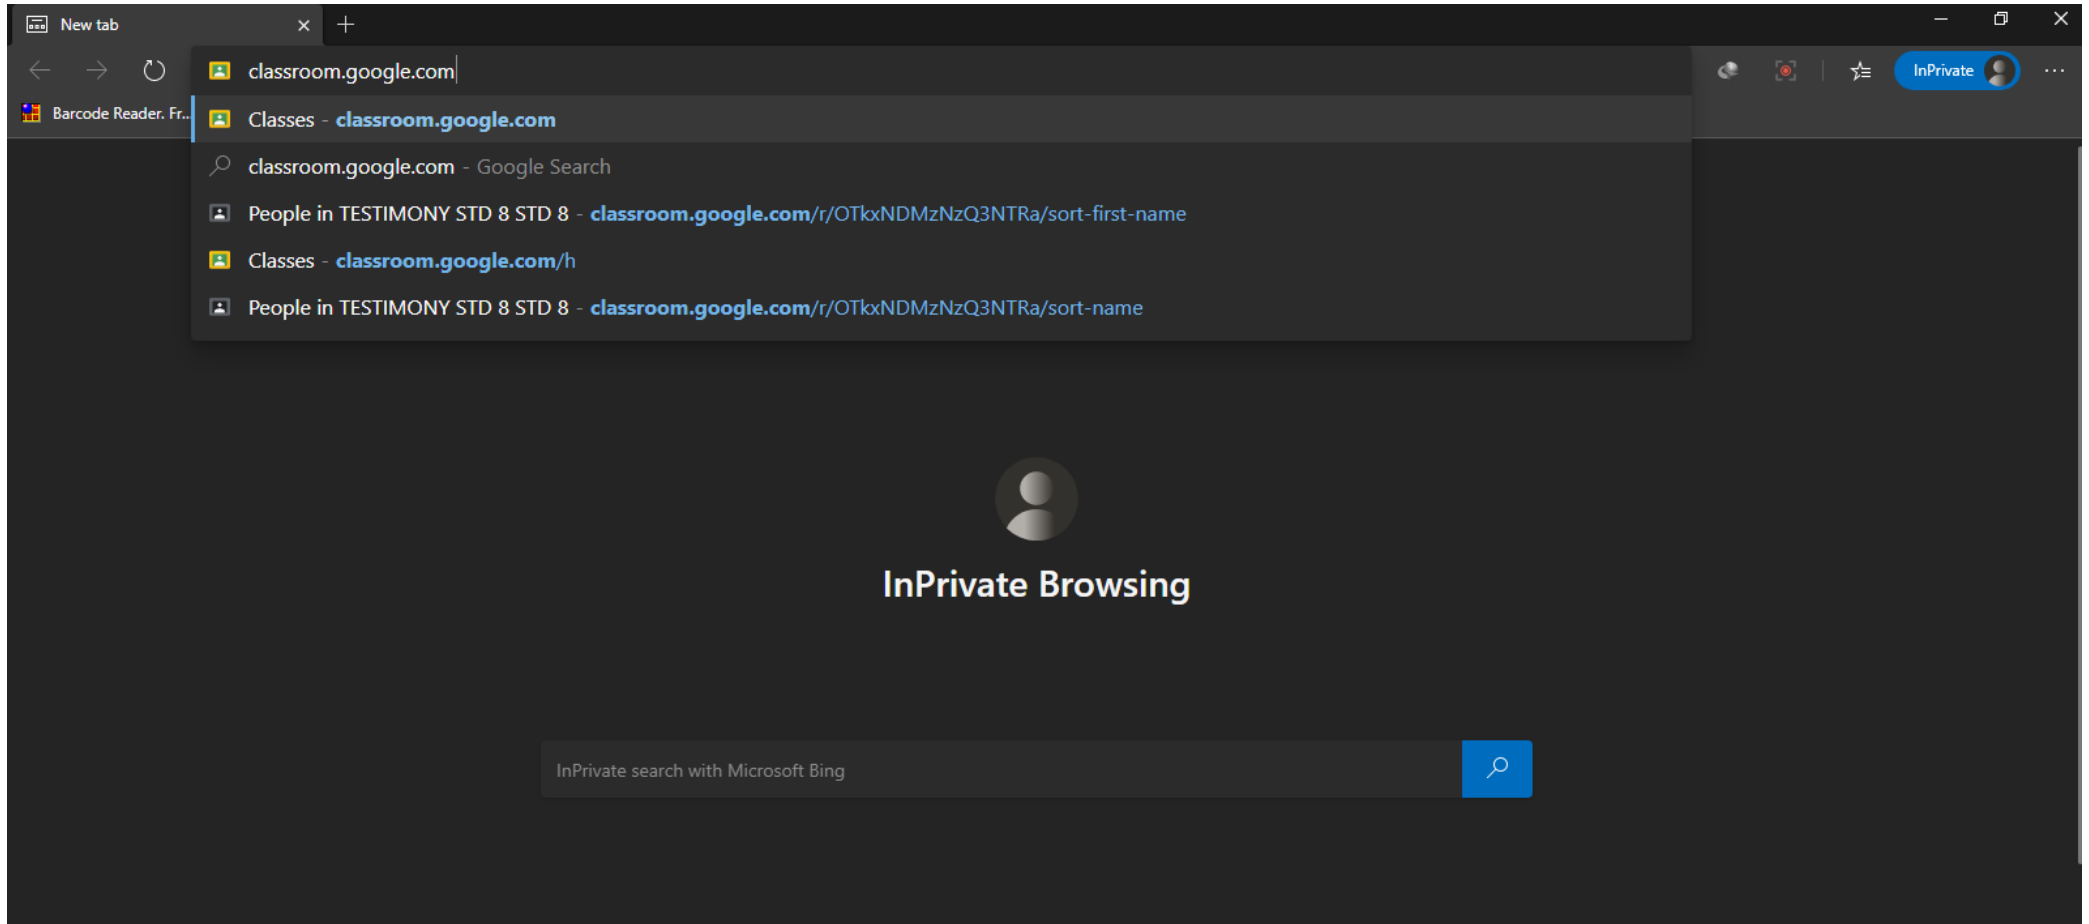 New tab
classroom.google.com
InPrivate
Barcode Reader. Fr...
Classes - classroom.google.com
classroom.google.com - Google Search
People in TESTIMONY STD 8 STD 8 - classroom.google.com/r/OTkxNDMzNzQ3NTRa/sort-first-name
Classes - classroom.google.com/h
People in TESTIMONY STD 8 STD 8 - classroom.google.com/r/OTkxNDMzNzQ3NTRa/sort-name
InPrivate Browsing
InPrivate search with Microsoft Bing